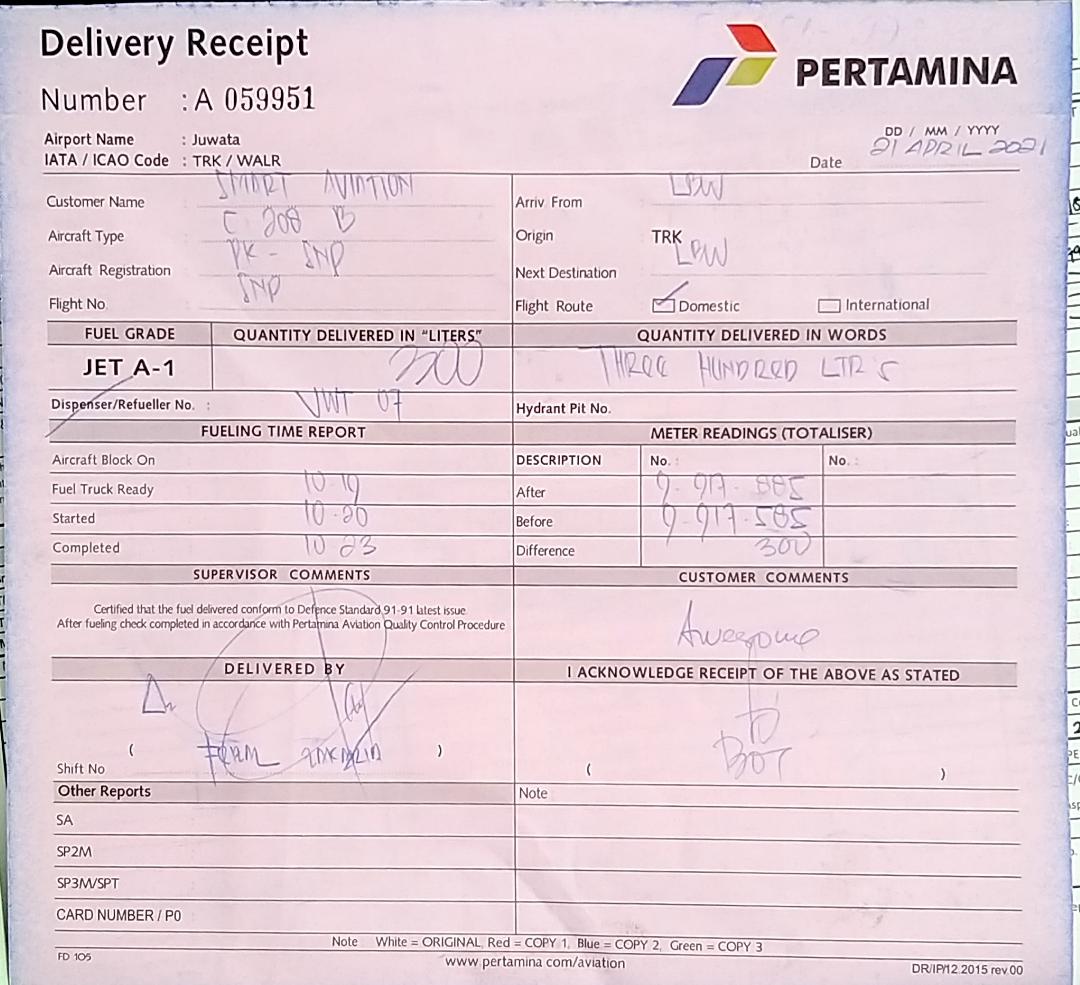 Delivery Receipt
PERTAMINA
Number : A 059951
Airport Name : Juwata
IATA / ICAO Code : TRK / WALR
DD / MM / YYYY
Date 21 APRIL 2021
Customer Name SMART AVIATION
Arriv From LBW
Aircraft Type C 208 B
Origin TRK
Aircraft Registration PK - SNP
Next Destination LBW
Flight No. SNP
Flight Route Domestic International
FUEL GRADE QUANTITY DELIVERED IN "LITERS" QUANTITY DELIVERED IN WORDS
JET A-1 300 THREE HUNDRED LTR S
Dispenser/Refueller No. : VWT 07 Hydrant Pit No.
FUELING TIME REPORT METER READINGS (TOTALISER)
Aircraft Block On DESCRIPTION No. : No. :
Fuel Truck Ready 10-19 After 9-917-885
Started 10-20 Before 9-917-585
Completed 10 23 Difference 300
SUPERVISOR COMMENTS CUSTOMER COMMENTS
Certified that the fuel delivered conform to Defence Standard 91-91 latest issue
After fueling check completed in accordance with Pertamina Aviation Quality Control Procedure
Awesome
DELIVERED BY I ACKNOWLEDGE RECEIPT OF THE ABOVE AS STATED
( )
Shift No ( )
Other Reports Note
SA
SP2M
SP3M/SPT
CARD NUMBER / P0
Note White = ORIGINAL, Red = COPY 1, Blue = COPY 2, Green = COPY 3
FD 105 www.pertamina com/aviation DR/IP/12.2015 rev.00